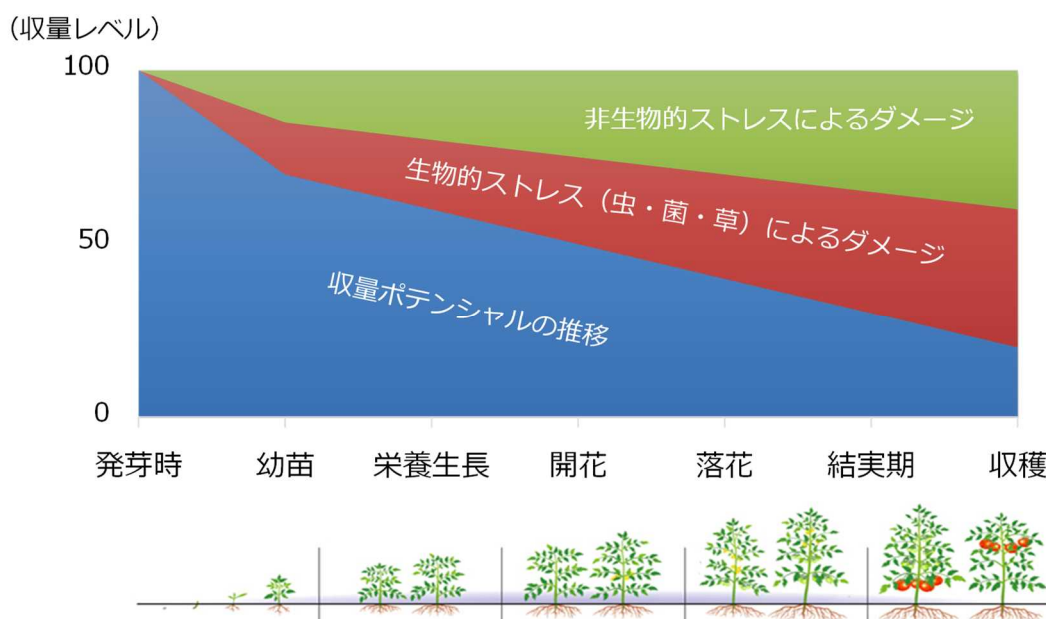 （収量レベル）
100
非生物的ストレスによるダメージ
生物的ストレス（虫・菌・草）によるダメージ
50
収量ポテンシャルの推移
0
発芽時 幼苗 栄養生長 開花 落花 結実期 収穫